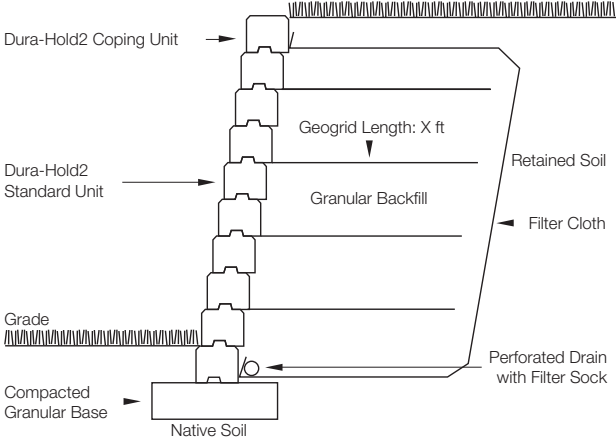 Dura-Hold2 Coping Unit
Geogrid Length: X ft
Retained Soil
Dura-Hold2
Standard Unit
Granular Backfill
Filter Cloth
Grade
Perforated Drain
with Filter Sock
Compacted
Granular Base
Native Soil